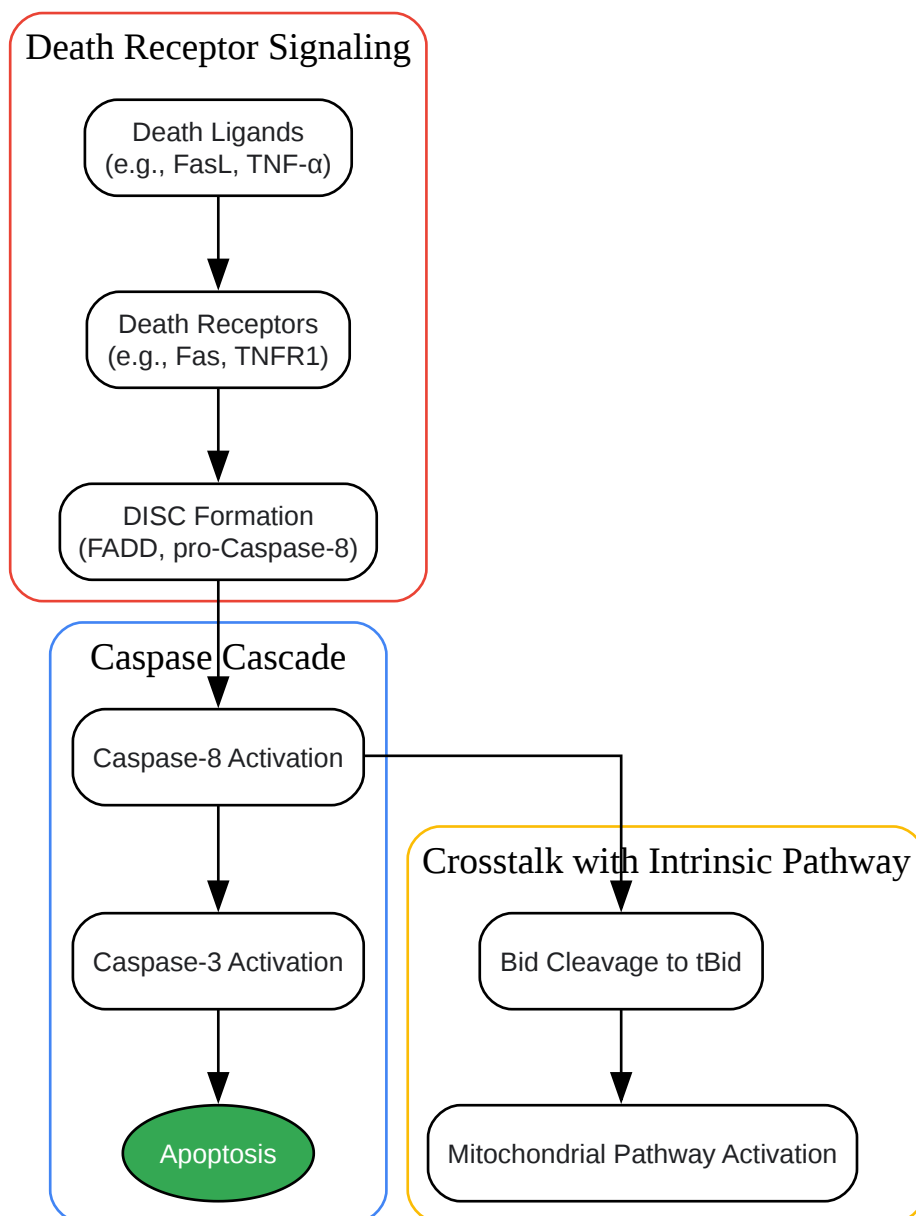 Death Receptor Signaling
Death Ligands
(e.g., FasL, TNF-α)
Death Receptors
(e.g., Fas, TNFR1)
DISC Formation
(FADD, pro-Caspase-8)
Caspase Cascade
Caspase-8 Activation
Caspase-3 Activation
Apoptosis
Crosstalk with Intrinsic Pathway
Bid Cleavage to tBid
Mitochondrial Pathway Activation